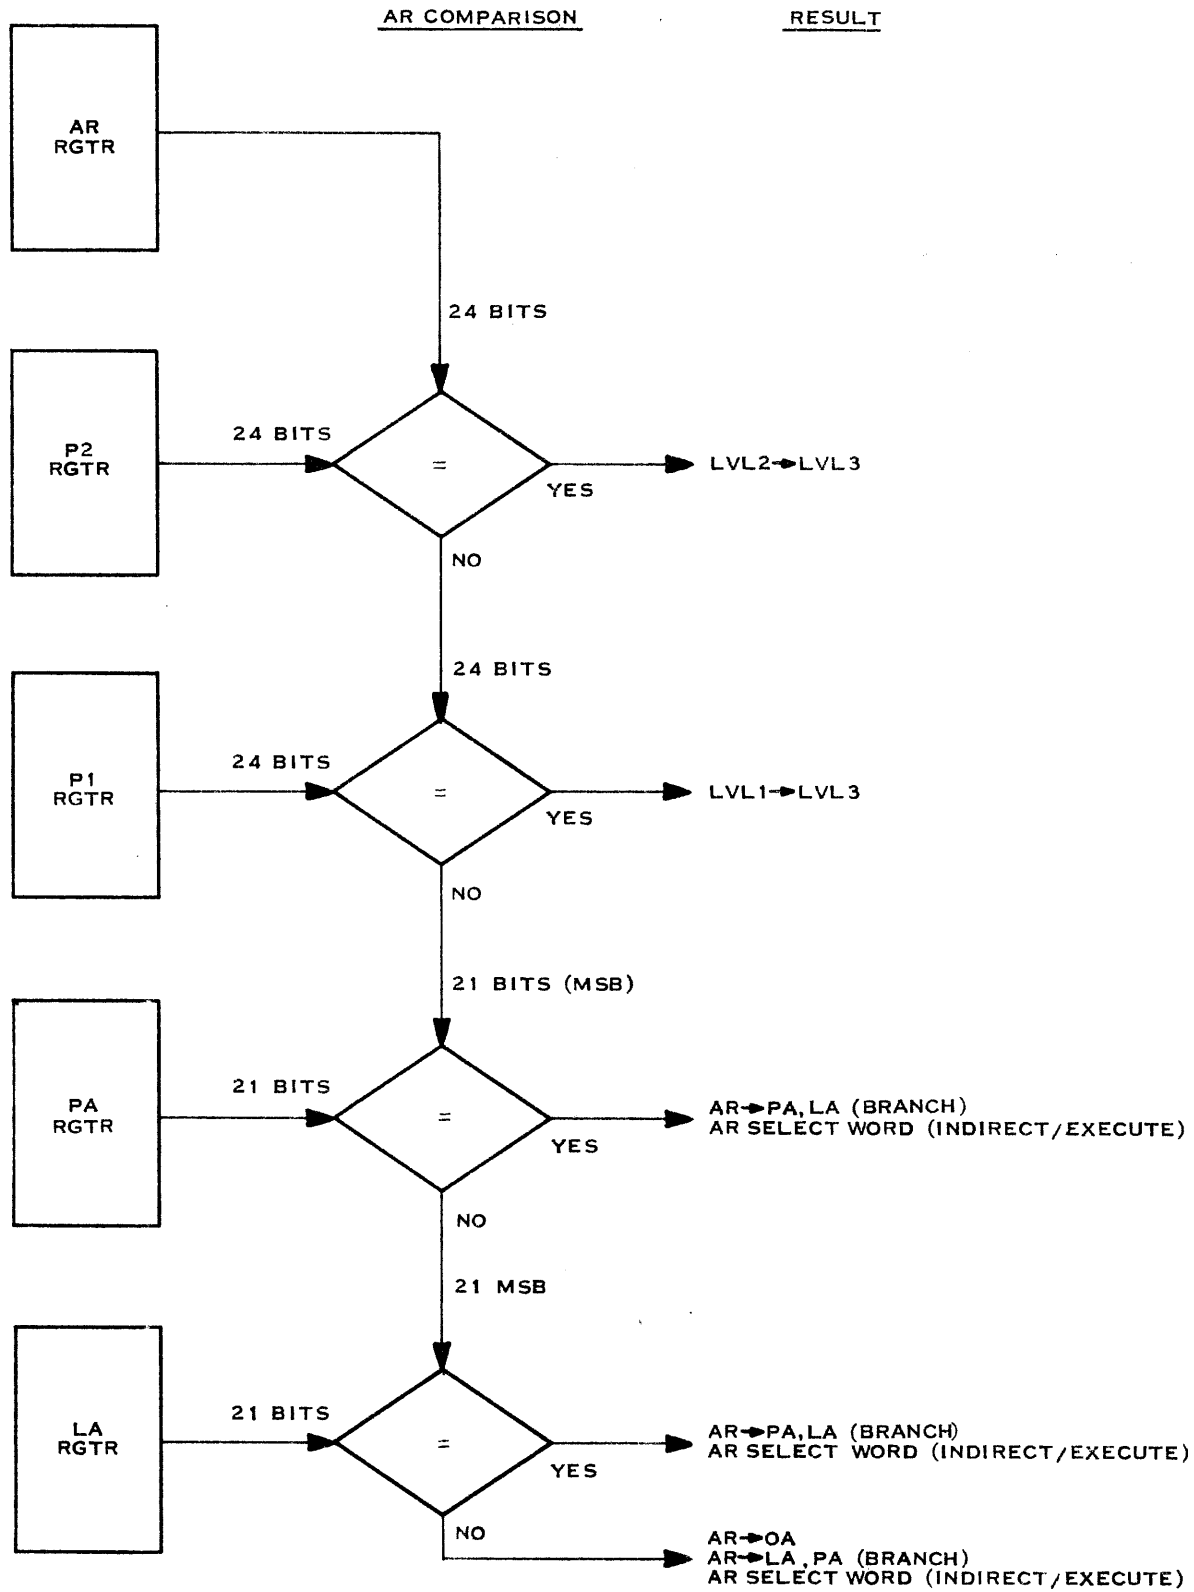 AR COMPARISON
RESULT
AR
RGTR
24 BITS
P2
RGTR
24 BITS
=
YES
LVL2→LVL3
NO
24 BITS
P1
RGTR
24 BITS
=
YES
LVL1→LVL3
NO
21 BITS (MSB)
PA
RGTR
21 BITS
=
YES
AR→PA, LA (BRANCH)
AR SELECT WORD (INDIRECT/EXECUTE)
NO
21 MSB
LA
RGTR
21 BITS
=
YES
AR→PA, LA (BRANCH)
AR SELECT WORD (INDIRECT/EXECUTE)
NO
AR→OA
AR→LA, PA (BRANCH)
AR SELECT WORD (INDIRECT/EXECUTE)